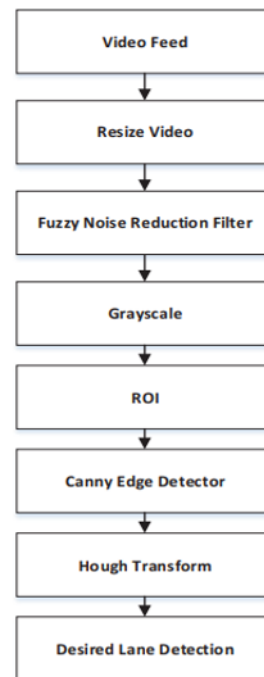 Video Feed
Resize Video
Fuzzy Noise Reduction Filter
Grayscale
ROI
Canny Edge Detector
Hough Transform
Desired Lane Detection